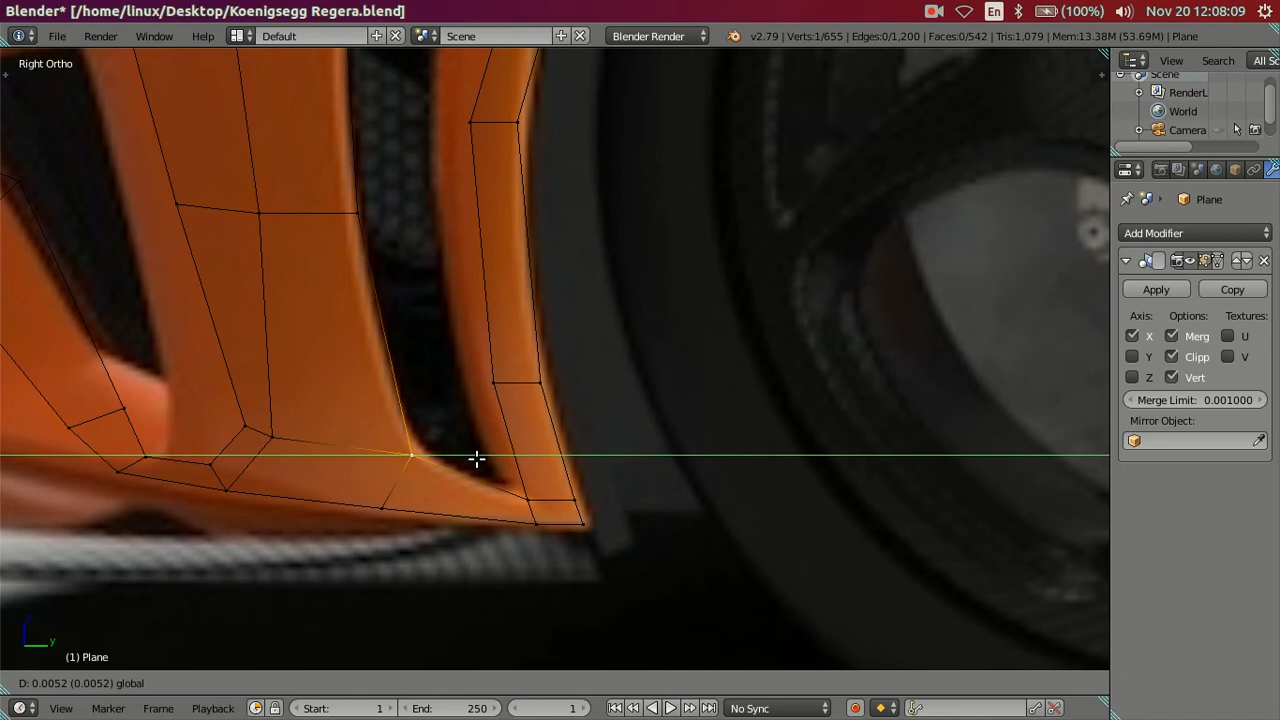 Blender* [/home/linux/Desktop/Koenigsegg Regera.blend]
En
(100%)
Nov 20 12:08:09
File Render Window Help
Default
Scene
Blender Render
v2.79 | Verts:1/655 | Edges:0/1,200 | Faces:0/542 | Tris:1,079 | Mem:13.38M (53.69M) | Plane
Right Ortho
View Search All Sc
Scene
RenderL
World
Camera
Plane
Add Modifier
Apply Copy
Axis: Options: Textures:
X Merg U
Y Clipp V
Z Vert
Merge Limit: 0.001000
Mirror Object:
y
(1) Plane
D: 0.0052 (0.0052) global
View Marker Frame Playback
Start: 1
End: 250
1
No Sync